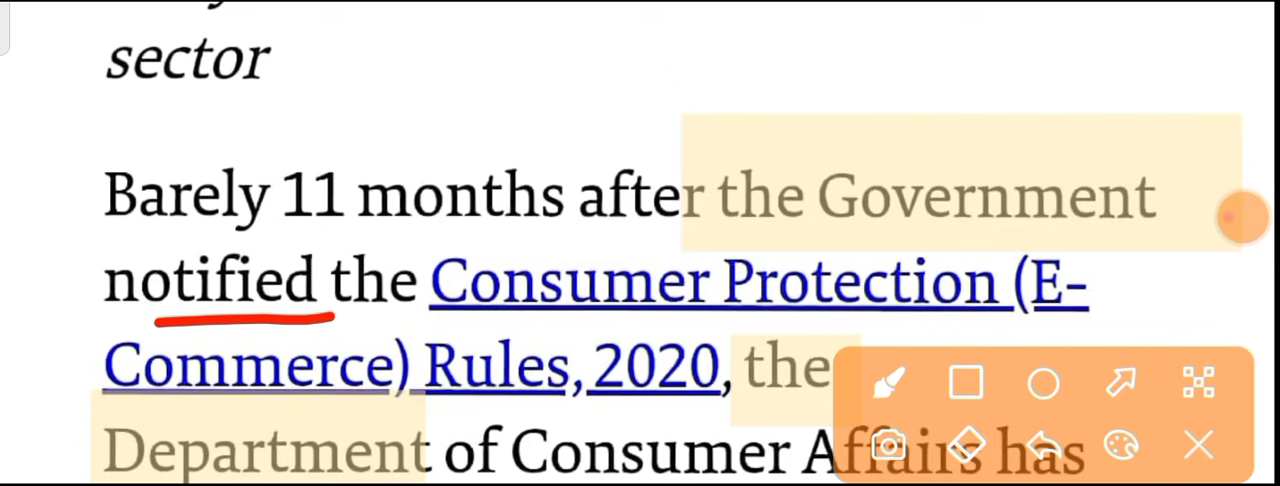 sector
Barely 11 months after the Government
notified the Consumer Protection (E-
Commerce) Rules, 2020, the
Department of Consumer Affairs has